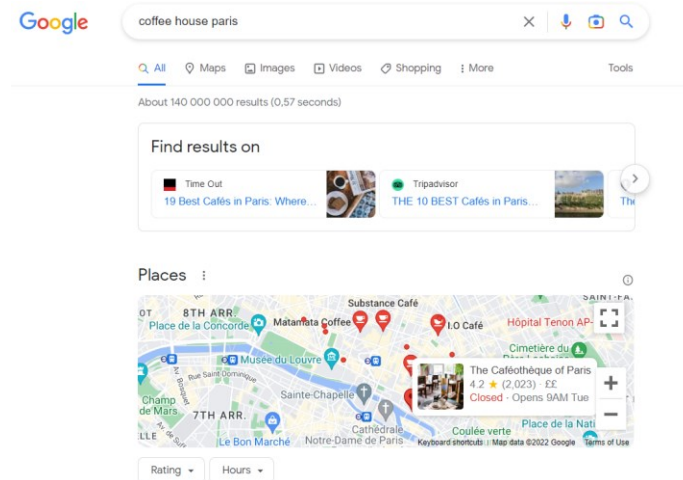 Google
coffee house paris
All
Maps
Images
Videos
Shopping
More
Tools
About 140 000 000 results (0,57 seconds)
Find results on
Time Out
19 Best Cafés in Paris: Where...
Tripadvisor
THE 10 BEST Cafés in Paris...
Places
Substance Café
SAINT-FA
8TH ARR.
Place de la Concorde
Matamata Coffee
I.O Café
Hôpital Tenon AP-
Cimetière du
Musée du Louvre
Rue Saint Dominique
Av. Bosquet
The Caféothèque of Paris
4.2 ★ (2,023) · ££
Closed · Opens 9AM Tue
Sainte-Chapelle
Champ
de Mars
7TH ARR.
Cathédrale
Notre-Dame de Paris
Le Bon Marché
Coulée verte
Place de la Nati
Keyboard shortcuts
Map data ©2022 Google
Terms of Use
Rating
Hours